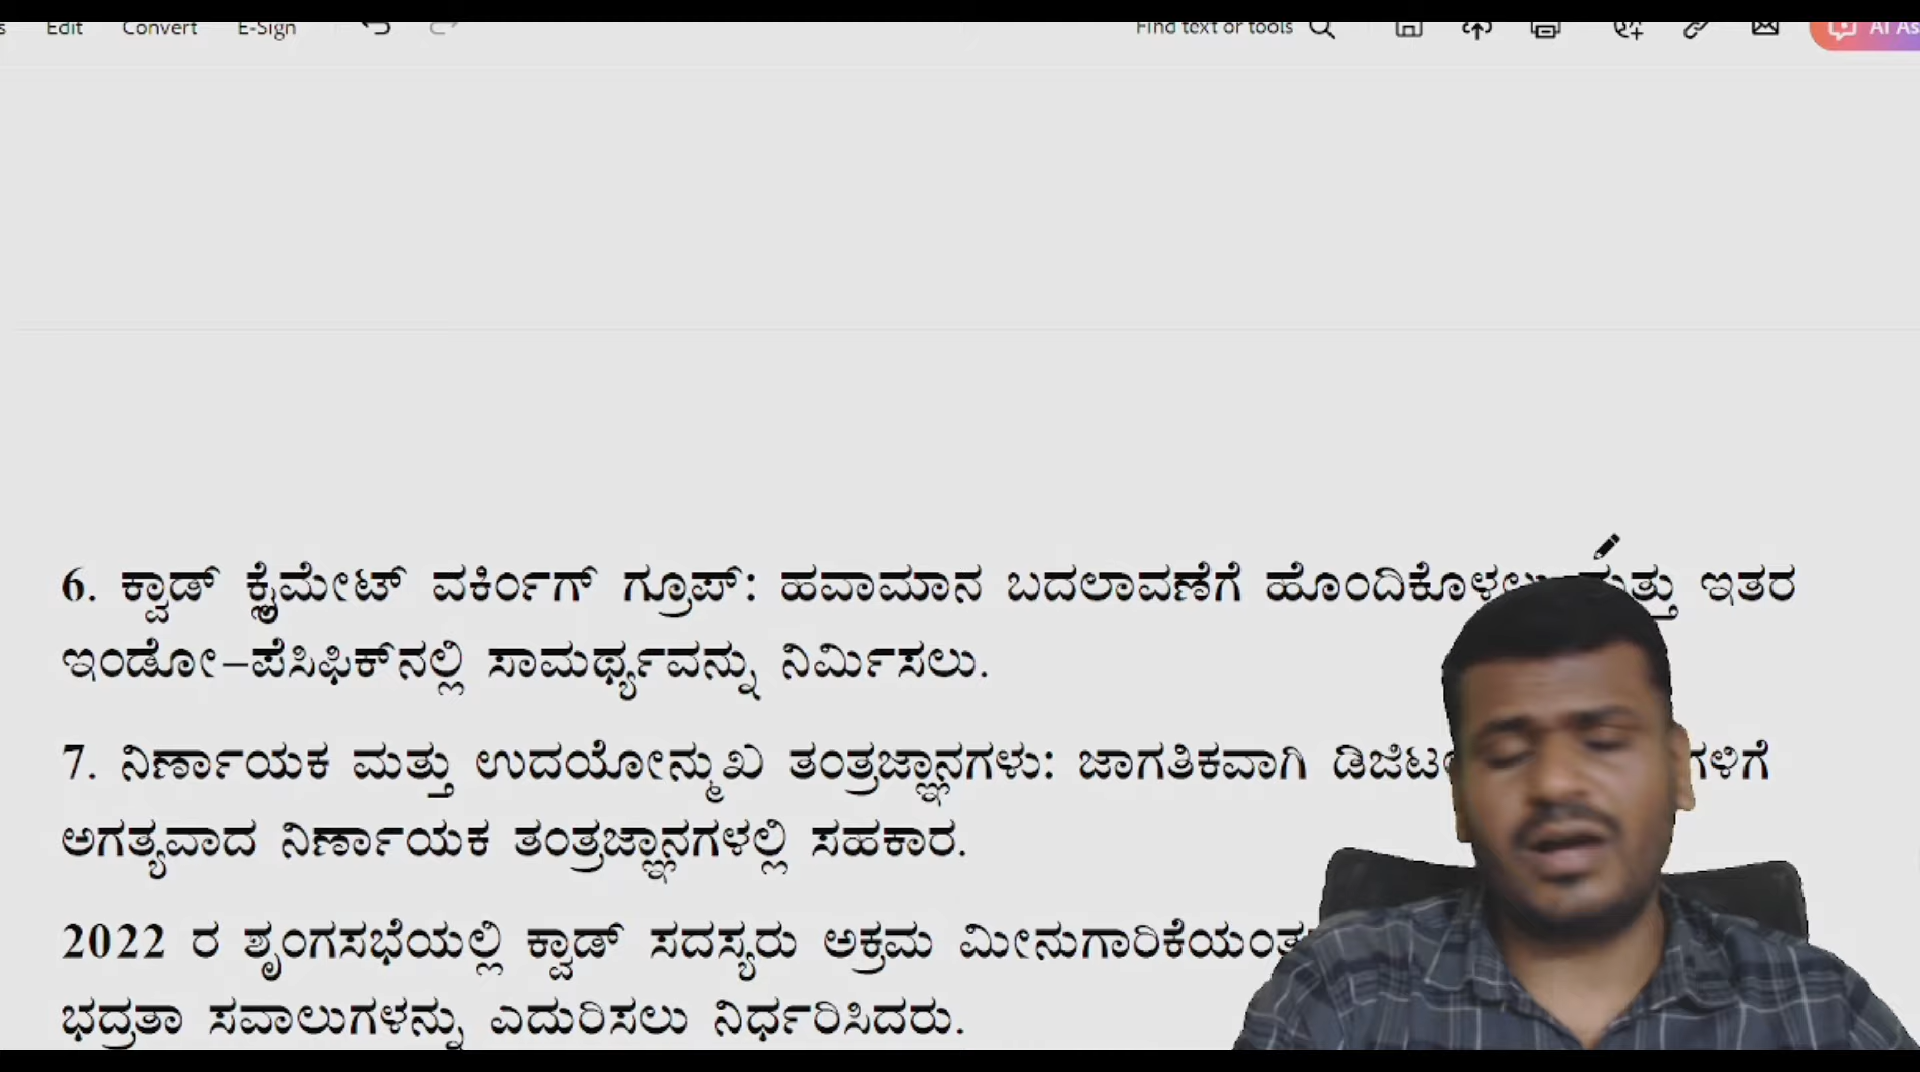 Edit Convert E-Sign Find text or tools AI
6. ಕ್ವಾಡ್ ಕ್ಲೈಮೇಟ್ ವರ್ಕಿಂಗ್ ಗ್ರೂಪ್: ಹವಾಮಾನ ಬದಲಾವಣೆಗೆ ಹೊಂದಿಕೊಳ್ಳಲು ಮತ್ತು ಇತರ
ಇಂಡೋ-ಪೆಸಿಫಿಕ್‌ನಲ್ಲಿ ಸಾಮರ್ಥ್ಯವನ್ನು ನಿರ್ಮಿಸಲು.
7. ನಿರ್ಣಾಯಕ ಮತ್ತು ಉದಯೋನ್ಮುಖ ತಂತ್ರಜ್ಞಾನಗಳು: ಜಾಗತಿಕವಾಗಿ
ಅಗತ್ಯವಾದ ನಿರ್ಣಾಯಕ ತಂತ್ರಜ್ಞಾನಗಳಲ್ಲಿ ಸಹಕಾರ.
2022 ರ ಶೃಂಗಸಭೆಯಲ್ಲಿ ಕ್ವಾಡ್ ಸದಸ್ಯರು ಅಕ್ರಮ
ಭದ್ರತಾ ಸವಾಲುಗಳನ್ನು ಎದುರಿಸಲು ನಿರ್ಧರಿಸಿದರು.